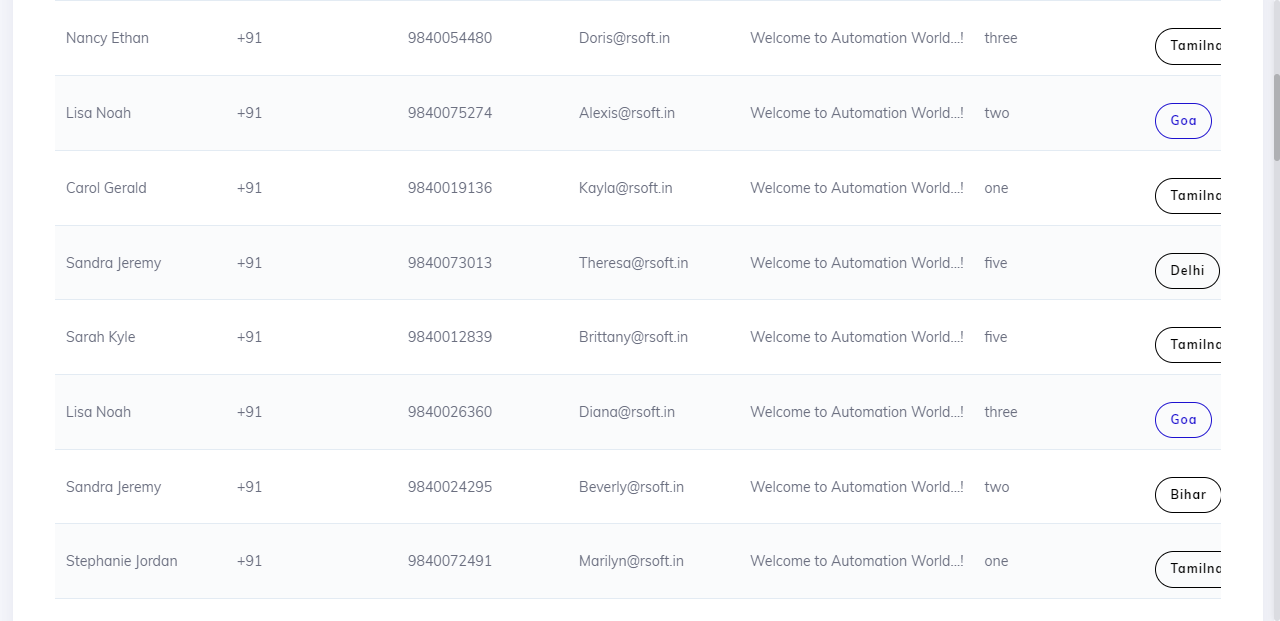 Nancy Ethan +91 9840054480 Doris@rsoft.in Welcome to Automation World...! three Tamilna
Lisa Noah +91 9840075274 Alexis@rsoft.in Welcome to Automation World...! two Goa
Carol Gerald +91 9840019136 Kayla@rsoft.in Welcome to Automation World...! one Tamilna
Sandra Jeremy +91 9840073013 Theresa@rsoft.in Welcome to Automation World...! five Delhi
Sarah Kyle +91 9840012839 Brittany@rsoft.in Welcome to Automation World...! five Tamilna
Lisa Noah +91 9840026360 Diana@rsoft.in Welcome to Automation World...! three Goa
Sandra Jeremy +91 9840024295 Beverly@rsoft.in Welcome to Automation World...! two Bihar
Stephanie Jordan +91 9840072491 Marilyn@rsoft.in Welcome to Automation World...! one Tamilna